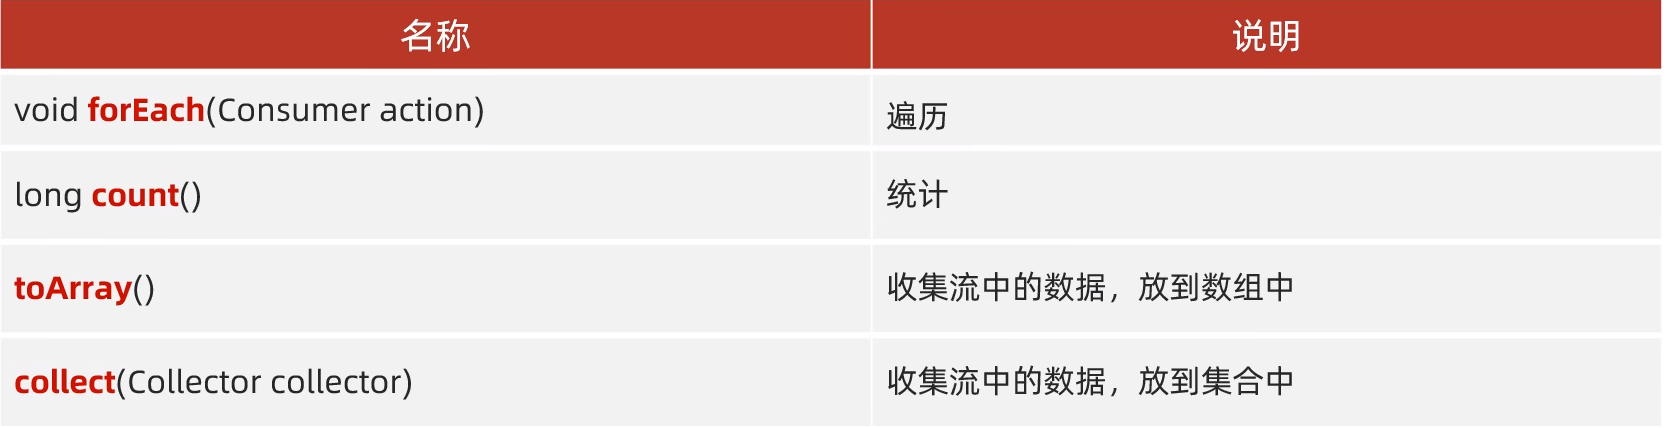 名称 说明
void forEach(Consumer action) 遍历
long count() 统计
toArray() 收集流中的数据，放到数组中
collect(Collector collector) 收集流中的数据，放到集合中